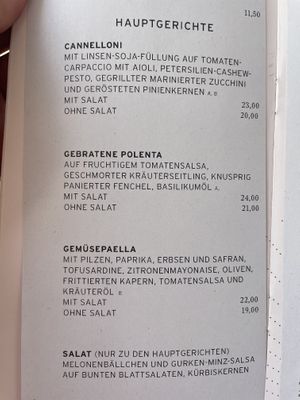 11,50
HAUPTGERICHTE
CANNELLONI
MIT LINSEN-SOJA-FÜLLUNG AUF TOMATEN-
CARPACCIO MIT AIOLI, PETERSILIEN-CASHEW-
PESTO, GEGRILLTER MARINIERTER ZUCCHINI
UND GERÖSTETEN PINIENKERNEN A, B
MIT SALAT 23,00
OHNE SALAT 20,00
GEBRATENE POLENTA
AUF FRUCHTIGEM TOMATENSALSA,
GESCHMORTER KRÄUTERSEITLING, KNUSPRIG
PANIERTER FENCHEL, BASILIKUMÖL A,
MIT SALAT 24,00
OHNE SALAT 21,00
GEMÜSEPAELLA
MIT PILZEN, PAPRIKA, ERBSEN UND SAFRAN,
TOFUSARDINE, ZITRONENMAYONAISE, OLIVEN,
FRITTIERTEN KAPERN, TOMATENSALSA UND
KRÄUTERÖL B
MIT SALAT 22,00
OHNE SALAT 19,00
SALAT (NUR ZU DEN HAUPTGERICHTEN)
MELONENBÄLLCHEN UND GURKEN-MINZ-SALSA
AUF BUNTEN BLATTSALATEN, KÜRBISKERNEN